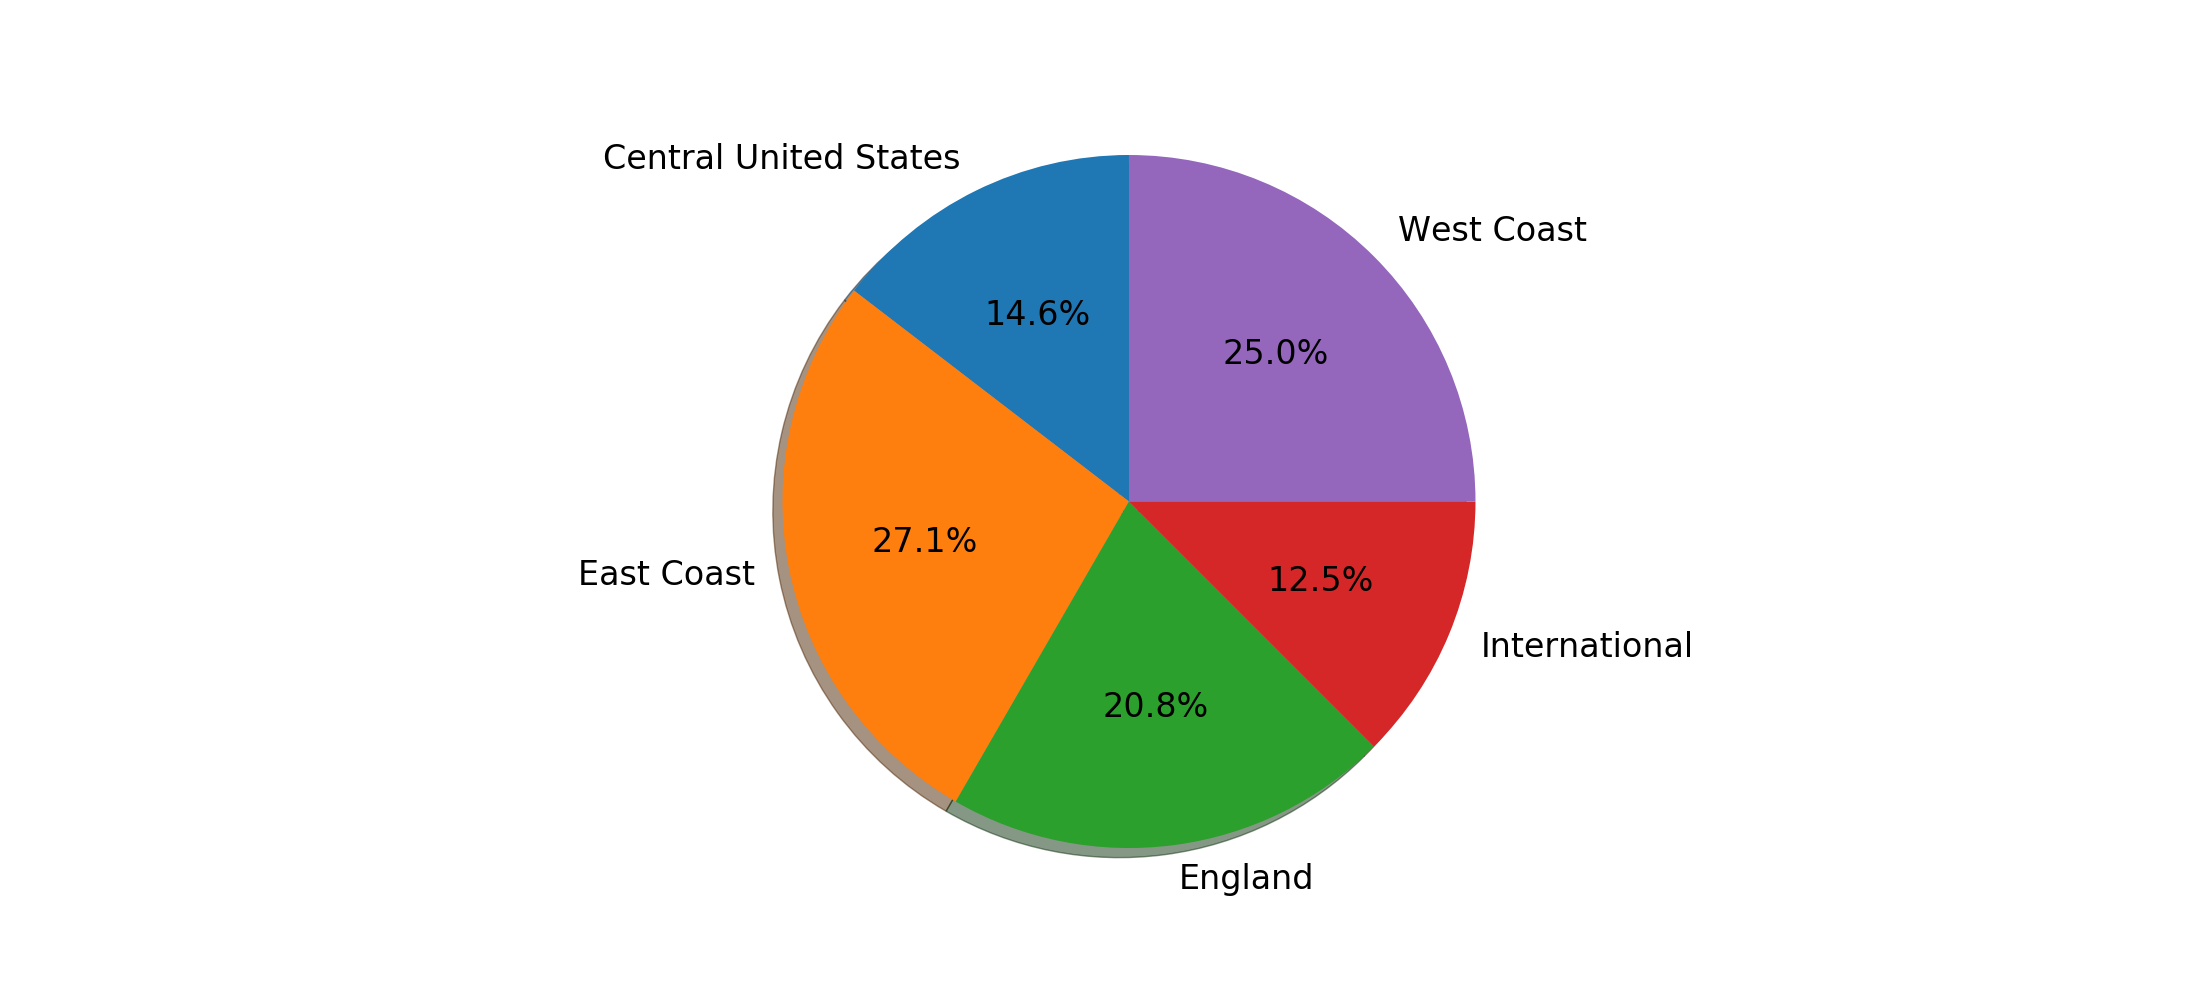 Central United States
West Coast
14.6%
25.0%
27.1%
East Coast
12.5%
International
20.8%
England